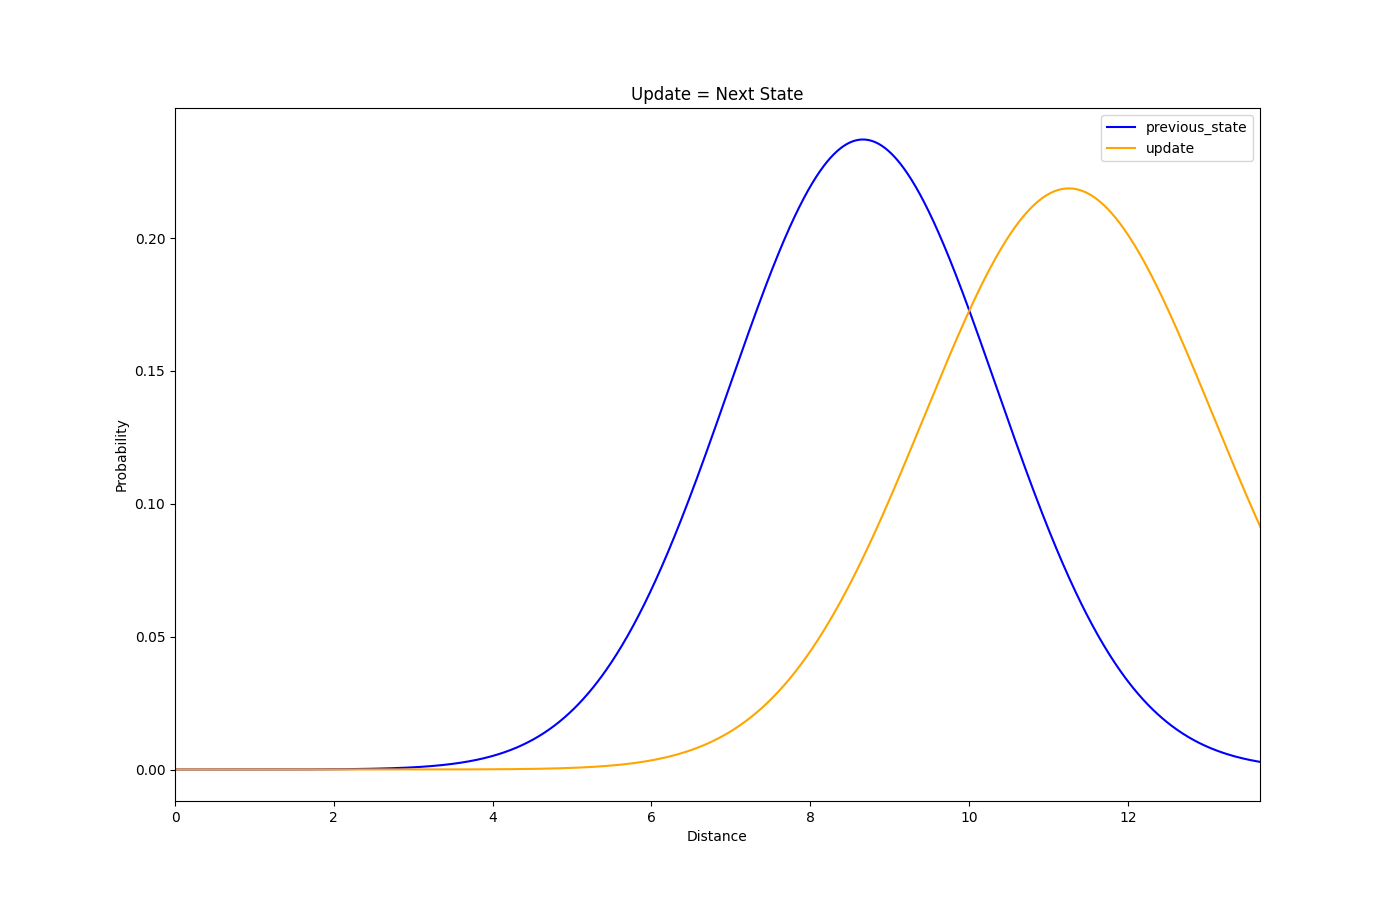 Update = Next State
previous_state
update
0.20
0.15
0.10
0.05
0.00
Probability
0 2 4 6 8 10 12
Distance